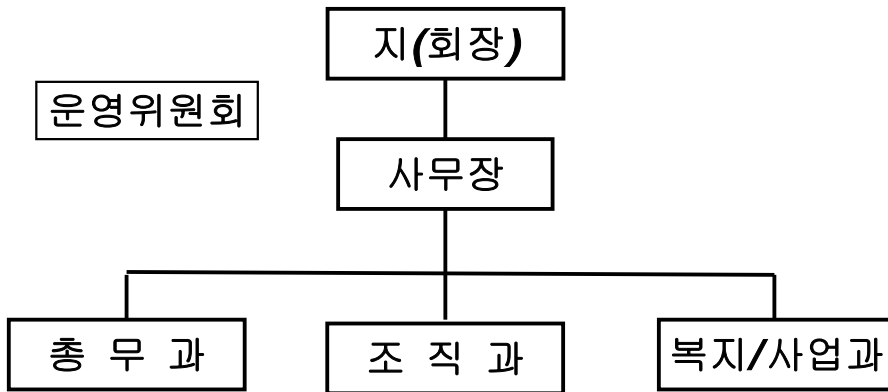 지(회장)
운영위원회
사무장
총 무 과
조 직 과
복지/사업과